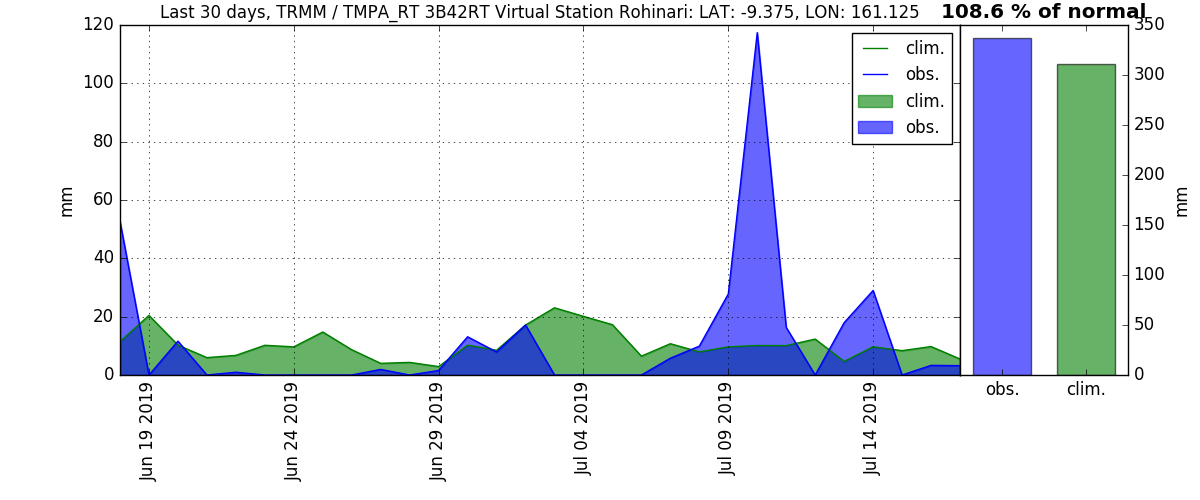 Last 30 days, TRMM / TMPA_RT 3B42RT Virtual Station Rohinari: LAT: -9.375, LON: 161.125
108.6 % of normal
120
100
80
60
40
20
0
mm
clim.
obs.
clim.
obs.
Jun 19 2019
Jun 24 2019
Jun 29 2019
Jul 04 2019
Jul 09 2019
Jul 14 2019
350
300
250
200
150
100
50
0
mm
obs.
clim.